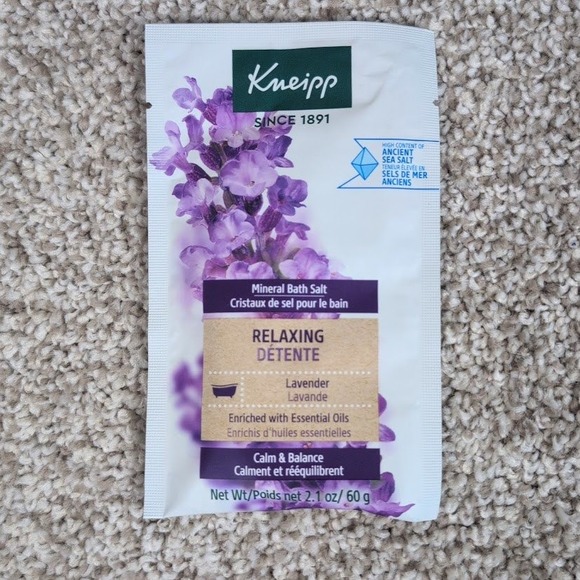 Kneipp
SINCE 1891
HIGH CONTENT OF
ANCIENT
SEA SALT
TENEUR ÉLEVÉE EN
SELS DE MER
ANCIENS
Mineral Bath Salt
Cristaux de sel pour le bain
RELAXING
DÉTENTE
Lavender
Lavande
Enriched with Essential Oils
Enrichis d'huiles essentielles
Calm & Balance
Calment et rééquilibrent
Net Wt/Poids net 2.1 oz/ 60 g